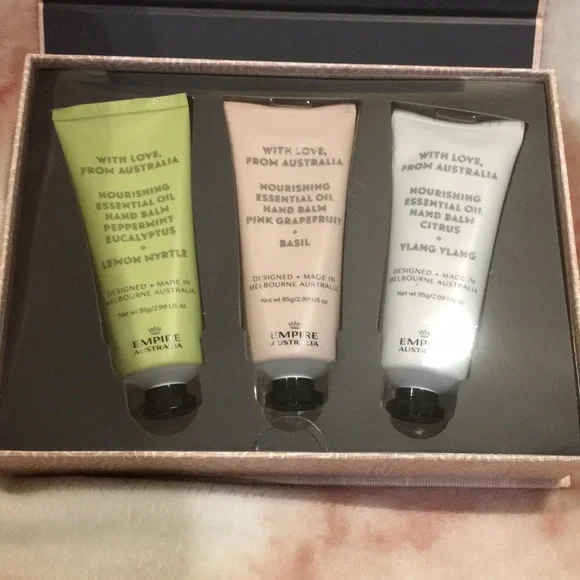 WITH LOVE,
FROM AUSTRALIA
NOURISHING
ESSENTIAL OIL
HAND BALM
PEPPERMINT
EUCALYPTUS
+
LEMON MYRTLE
DESIGNED + MADE IN
MELBOURNE AUSTRALIA
Net wt 85g/2.99 US oz
EMPIRE
AUSTRALIA
WITH LOVE,
FROM AUSTRALIA
NOURISHING
ESSENTIAL OIL
HAND BALM
PINK GRAPEFRUIT
+
BASIL
DESIGNED + MADE IN
MELBOURNE AUSTRALIA
Net wt 85g/2.99 US oz
EMPIRE
AUSTRALIA
WITH LOVE,
FROM AUSTRALIA
NOURISHING
ESSENTIAL OIL
HAND BALM
CITRUS
+
YLANG YLANG
DESIGNED + MADE IN
MELBOURNE AUSTRALIA
Net wt 85g/2.99 US oz
EMPIRE
AUSTRALIA